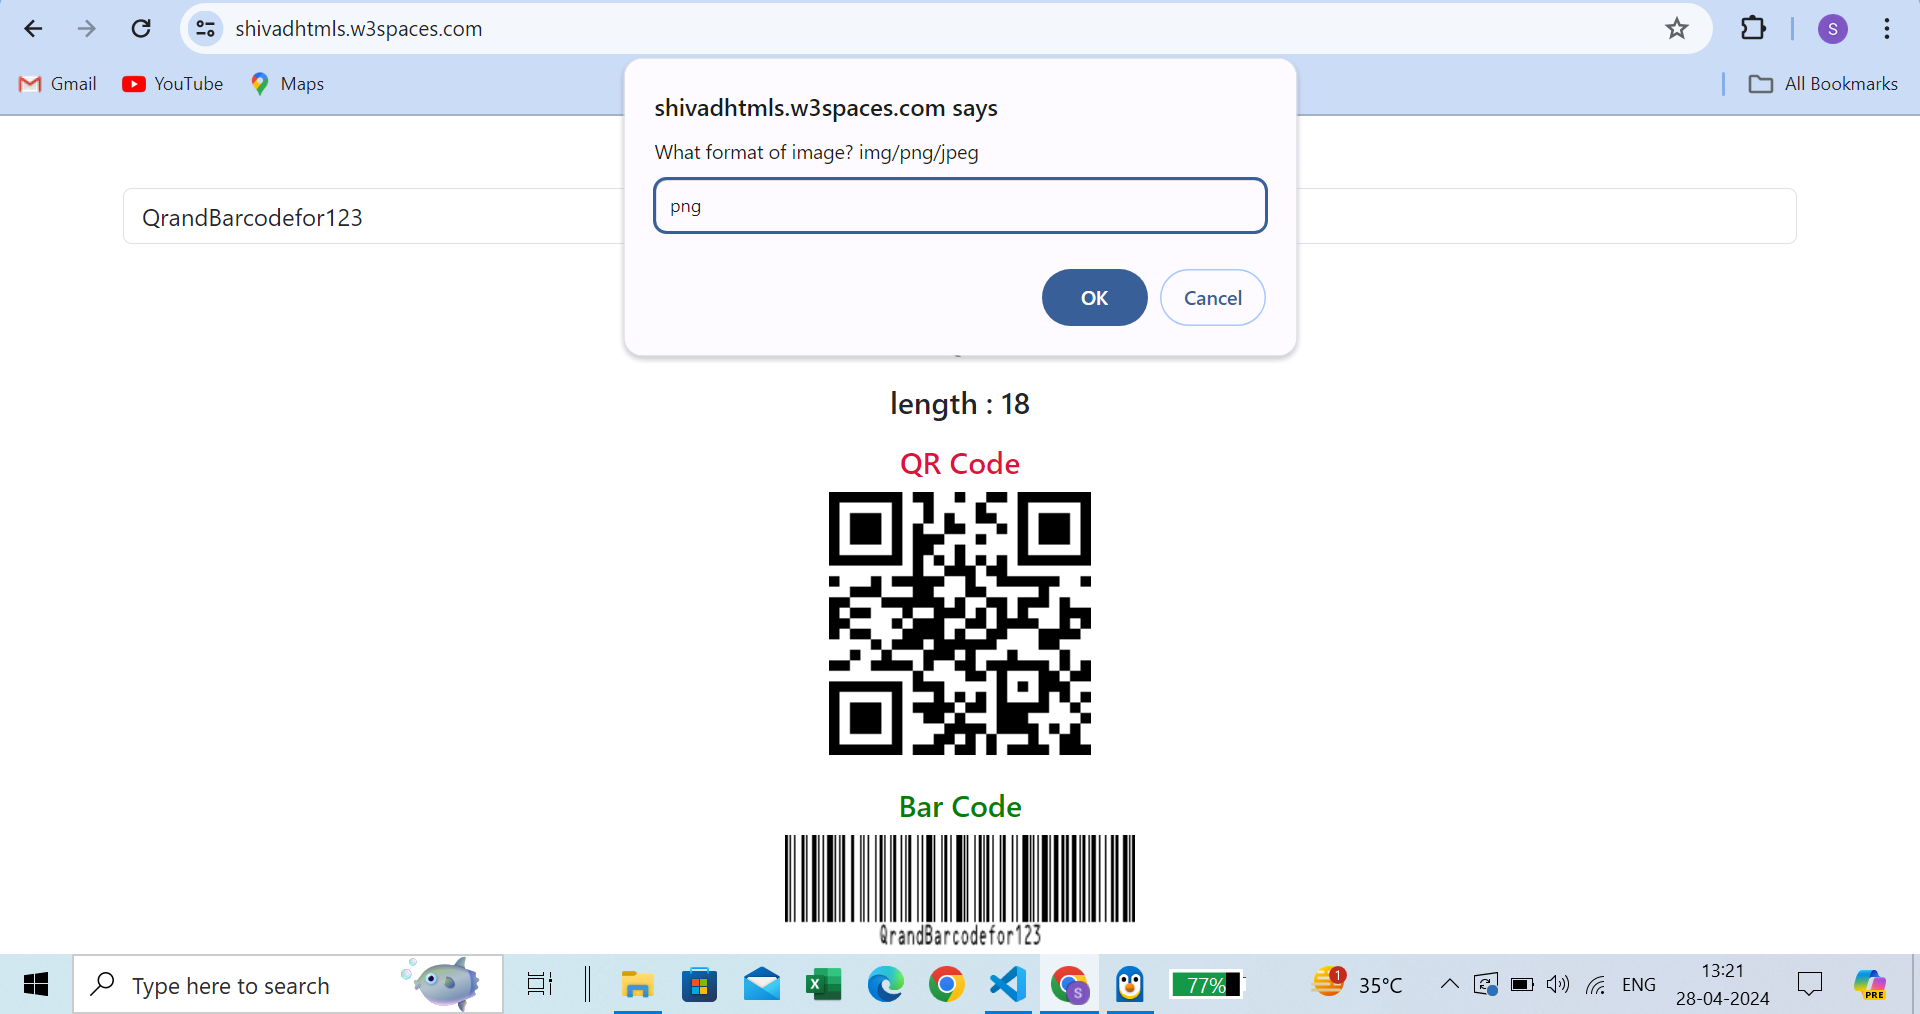 shivadhtmls.w3spaces.com
S
Gmail
YouTube
Maps
All Bookmarks
shivadhtmls.w3spaces.com says
What format of image? img/png/jpeg
png
OK
Cancel
QrandBarcodefor123
length : 18
QR Code
Bar Code
QrandBarcodefor123
Type here to search
X
S
77%
1
35°C
ENG
13:21
28-04-2024
PRE